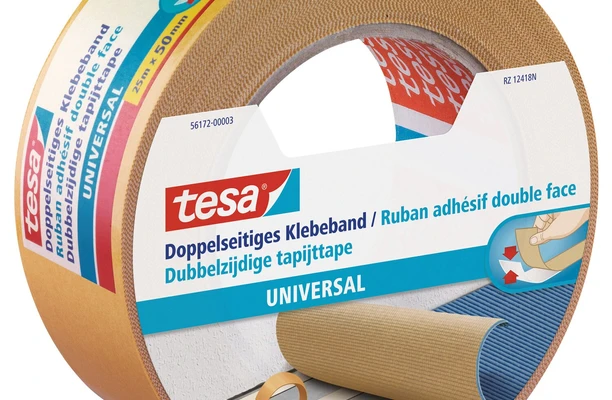 25m x 50mm
tesa
Doppelseitiges Klebeband
Ruban adhésif double face
Dubbelzijdige tapijttape
UNIVERSAL
tesa
56172-00003
RZ 12418N
tesa®
Doppelseitiges Klebeband / Ruban adhésif double face
Dubbelzijdige tapijttape
UNIVERSAL